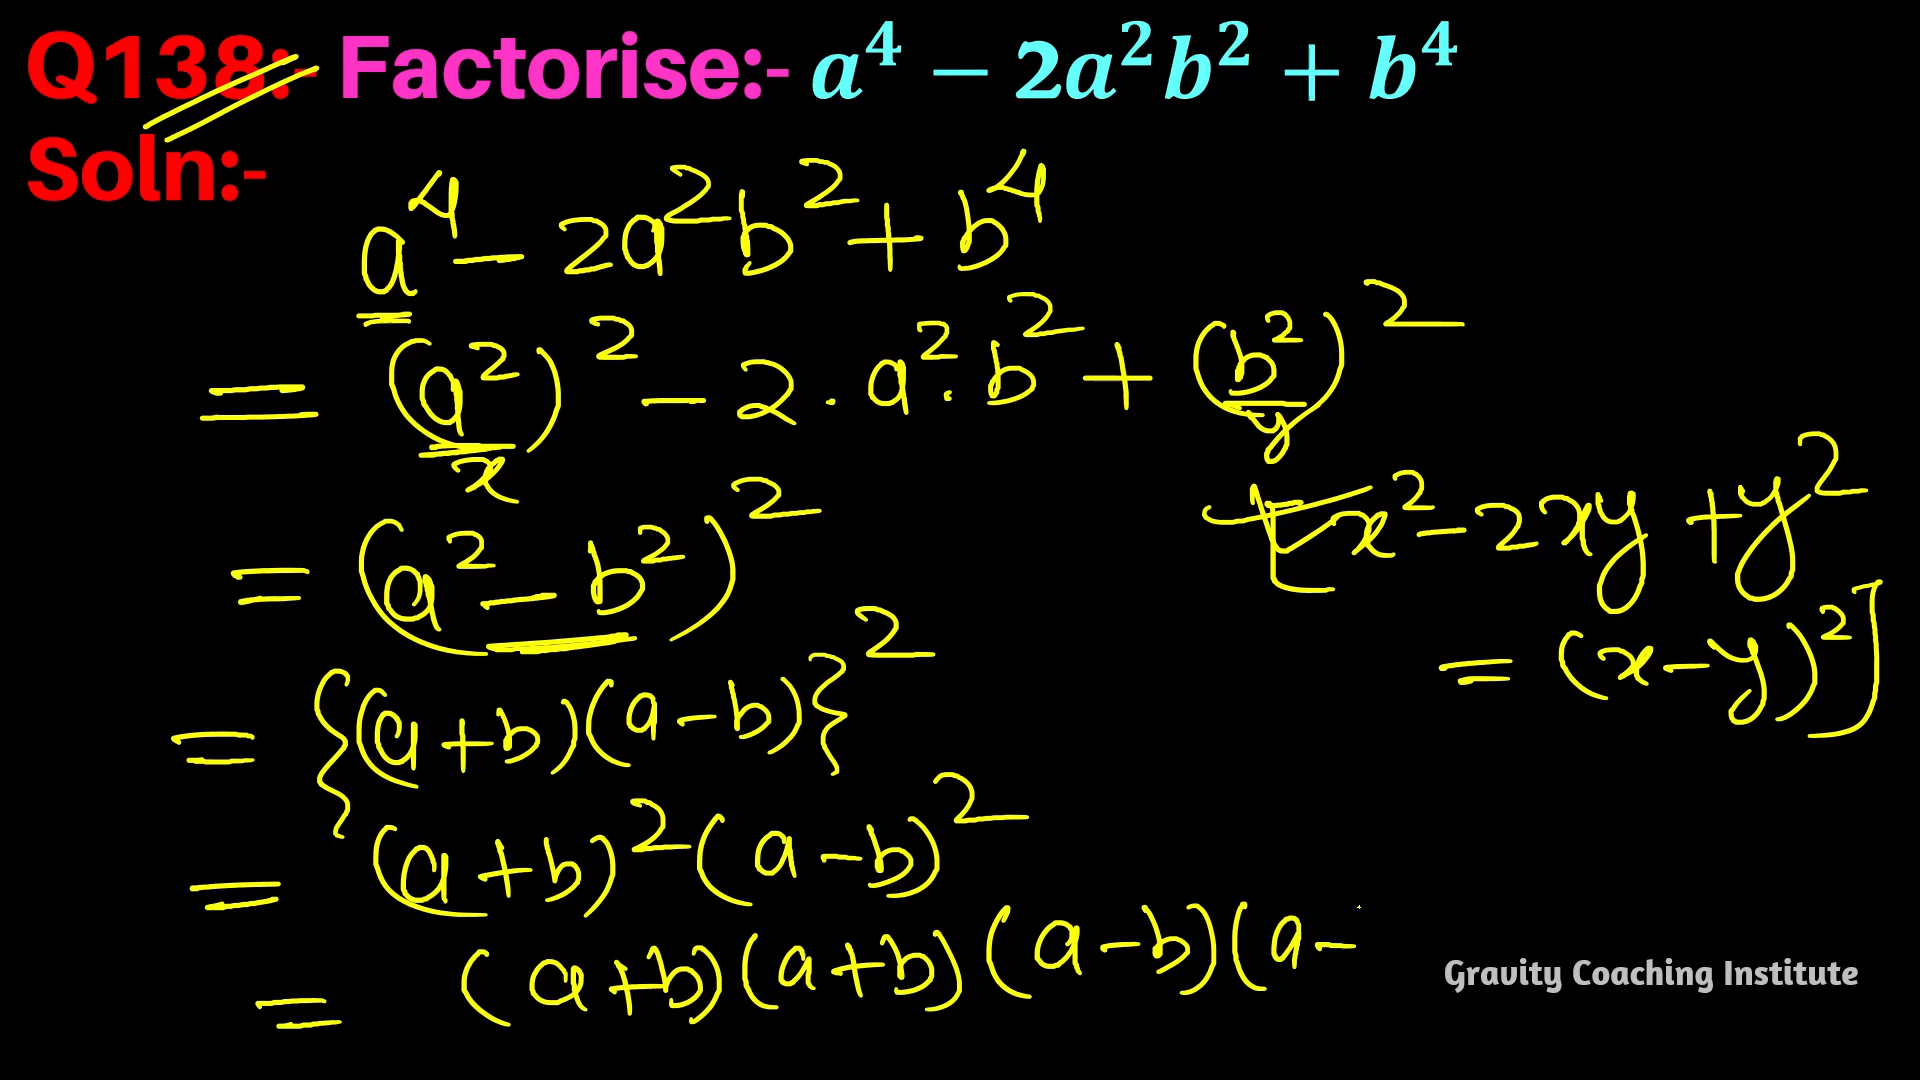 Q138:- Factorise:- a⁴ − 2a²b² + b⁴
Soln:-
a⁴ − 2a²b² + b⁴
= (a²)² − 2 · a² · b² + (b²)²
x y
= (a² − b²)²
[x² − 2xy + y²
= (x − y)²]
= {(a + b)(a − b)}²
= (a + b)² (a − b)²
= (a + b)(a + b)(a − b)(a −
Gravity Coaching Institute